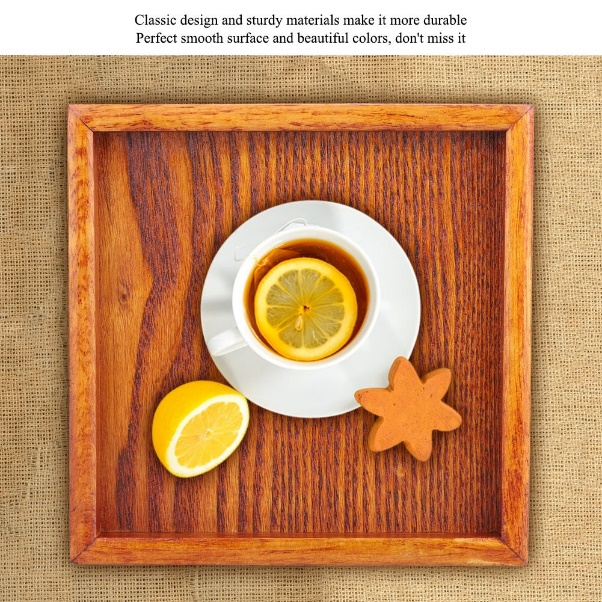 Classic design and sturdy materials make it more durable
Perfect smooth surface and beautiful colors, don't miss it